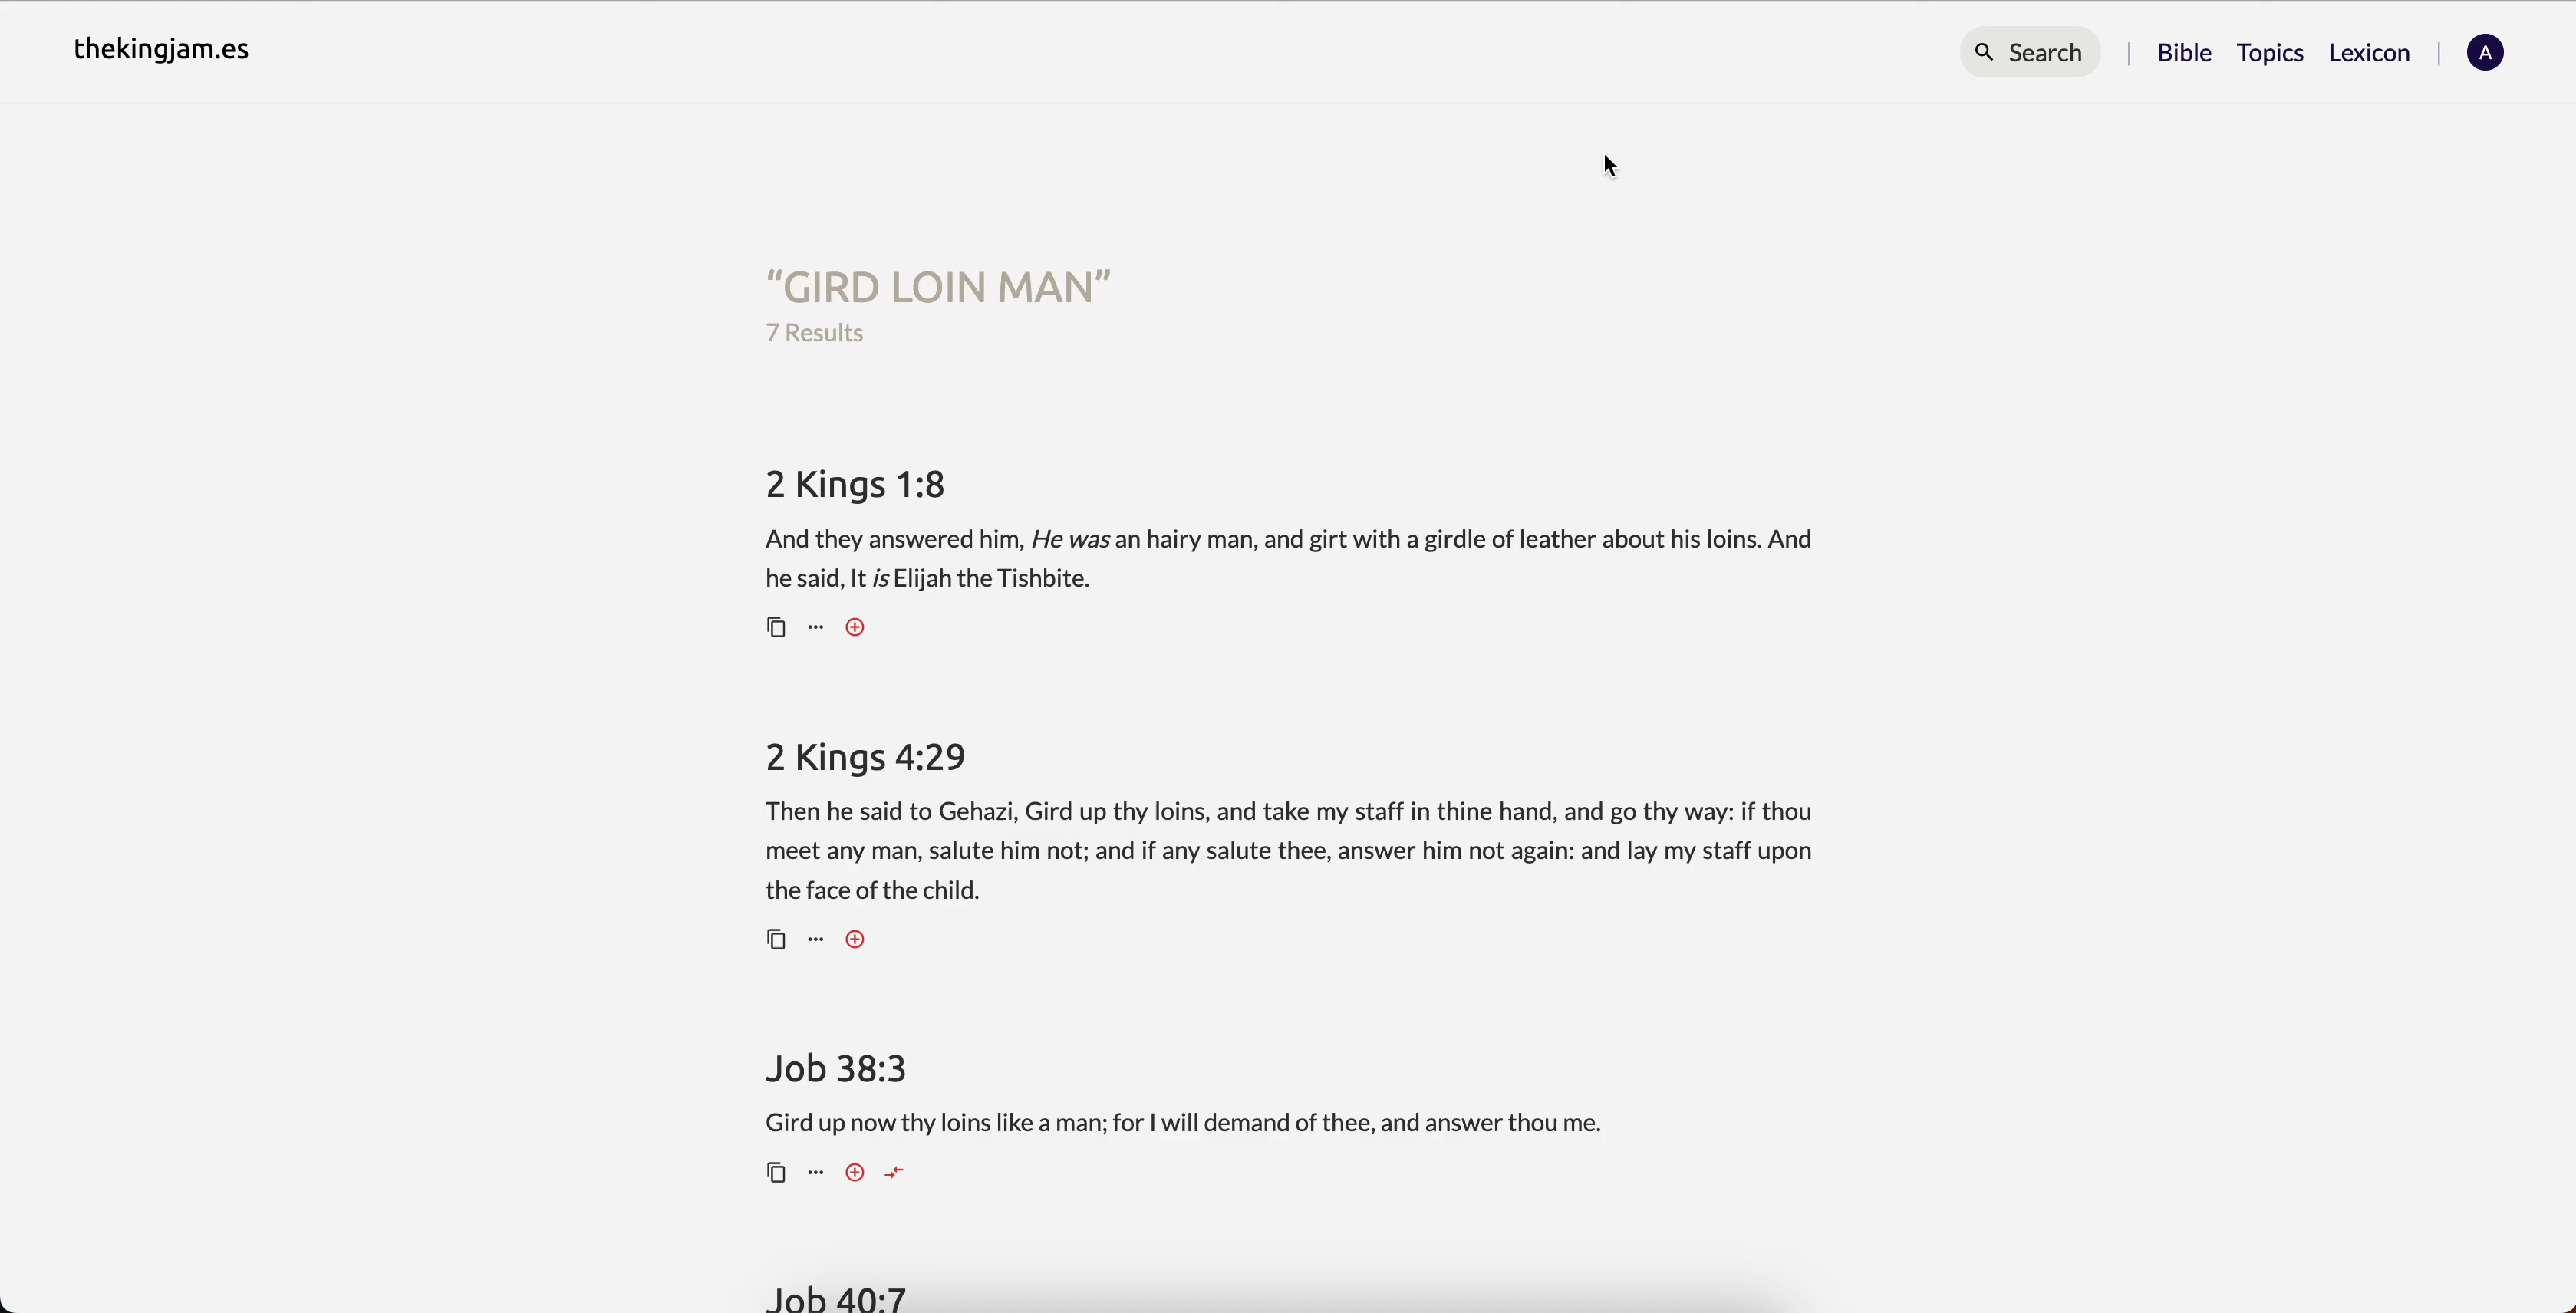 thekingjam.es
Search | Bible Topics Lexicon | A
“GIRD LOIN MAN”
7 Results
2 Kings 1:8
And they answered him, He was an hairy man, and girt with a girdle of leather about his loins. And
he said, It is Elijah the Tishbite.
2 Kings 4:29
Then he said to Gehazi, Gird up thy loins, and take my staff in thine hand, and go thy way: if thou
meet any man, salute him not; and if any salute thee, answer him not again: and lay my staff upon
the face of the child.
Job 38:3
Gird up now thy loins like a man; for I will demand of thee, and answer thou me.
Job 40:7